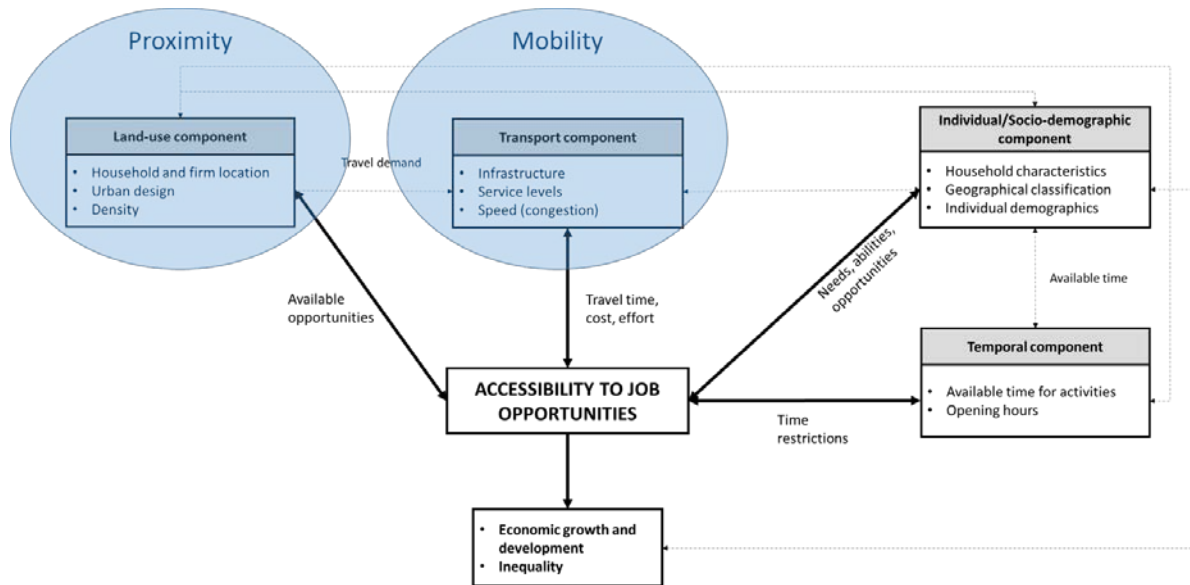 Proximity
Mobility
Land-use component
• Household and firm location
• Urban design
• Density
Travel demand
Transport component
• Infrastructure
• Service levels
• Speed (congestion)
Individual/Socio-demographic
component
• Household characteristics
• Geographical classification
• Individual demographics
Available
opportunities
Travel time,
cost, effort
Needs, abilities,
opportunities
Available time
Temporal component
• Available time for activities
• Opening hours
ACCESSIBILITY TO JOB
OPPORTUNITIES
Time
restrictions
• Economic growth and
development
• Inequality